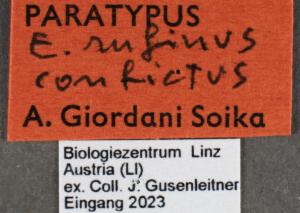 PARATYPUS
E. rufinus
confictus
A. Giordani Soika
Biologiezentrum Linz
Austria (LI)
ex. Coll. J. Gusenleitner
Eingang 2023